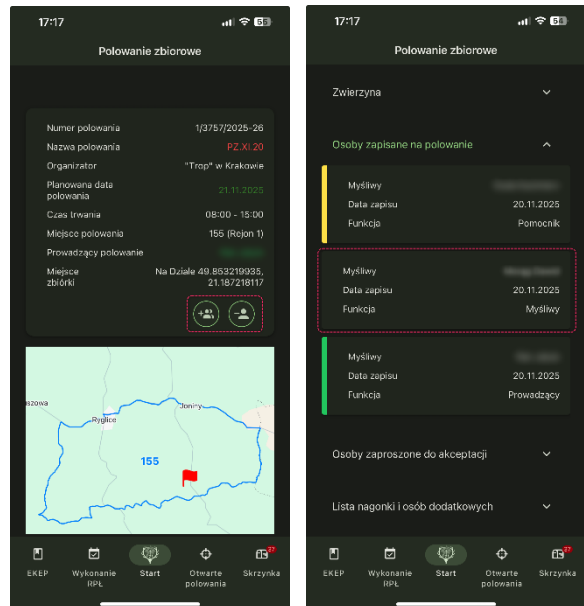 17:17
55
Polowanie zbiorowe
Numer polowania 1/3757/2025-26
Nazwa polowania PZ.XI.20
Organizator "Trop" w Krakowie
Planowana data
polowania 21.11.2025
Czas trwania 08:00 - 15:00
Miejsce polowania 155 (Rejon 1)
Prowadzący polowanie
Miejsce
zbiórki Na Dziale 49.853219935,
21.187218117
Joniny
Ryglice
155
EKEP
Wykonanie
RPŁ
Start
Otwarte
polowania
27
Skrzynka
17:17
54
Polowanie zbiorowe
Zwierzyna
Osoby zapisane na polowanie
Myśliwy
Data zapisu 20.11.2025
Funkcja Pomocnik
Myśliwy
Data zapisu 20.11.2025
Funkcja Myśliwy
Myśliwy
Data zapisu 20.11.2025
Funkcja Prowadzący
Osoby zaproszone do akceptacji
Lista nagonki i osób dodatkowych
EKEP
Wykonanie
RPŁ
Start
Otwarte
polowania
27
Skrzynka